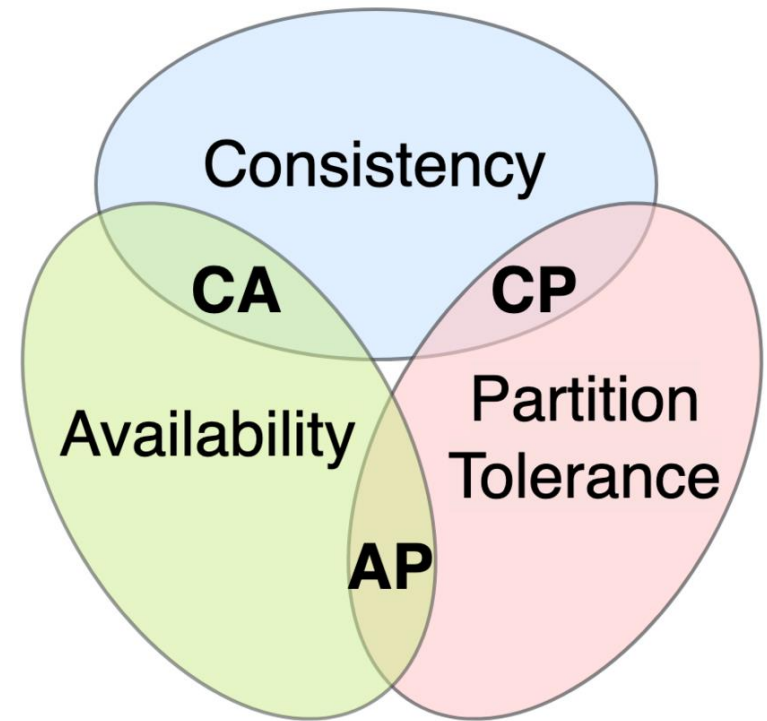 Consistency
CA
CP
Availability
Partition
Tolerance
AP